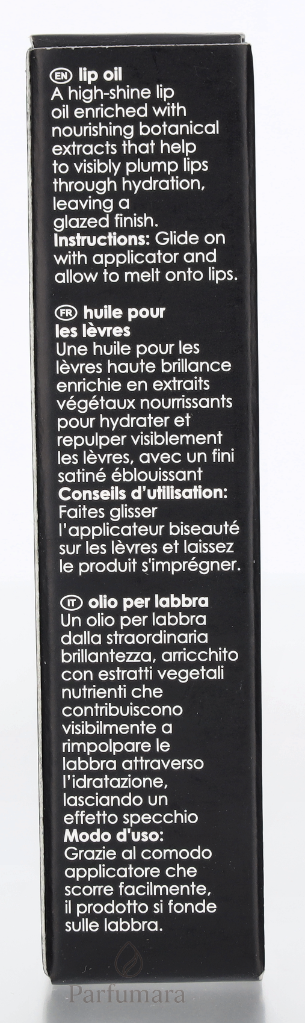 EN lip oil
A high-shine lip
oil enriched with
nourishing botanical
extracts that help
to visibly plump lips
through hydration,
leaving a
glazed finish.
Instructions: Glide on
with applicator and
allow to melt onto lips.
FR huile pour
les lèvres
Une huile pour les
lèvres haute brillance
enrichie en extraits
végétaux nourrissants
pour hydrater et
repulper visiblement
les lèvres, avec un fini
satiné éblouissant
Conseils d'utilisation:
Faites glisser
l'applicateur biseauté
sur les lèvres et laissez
le produit s'imprégner.
IT olio per labbra
Un olio per labbra
dalla straordinaria
brillantezza, arricchito
con estratti vegetali
nutrienti che
contribuiscono
visibilmente a
rimpolpare le
labbra attraverso
l'idratazione,
lasciando un
effetto specchio
Modo d'uso:
Grazie al comodo
applicatore che
scorre facilmente,
il prodotto si fonde
sulle labbra.
Parfumara